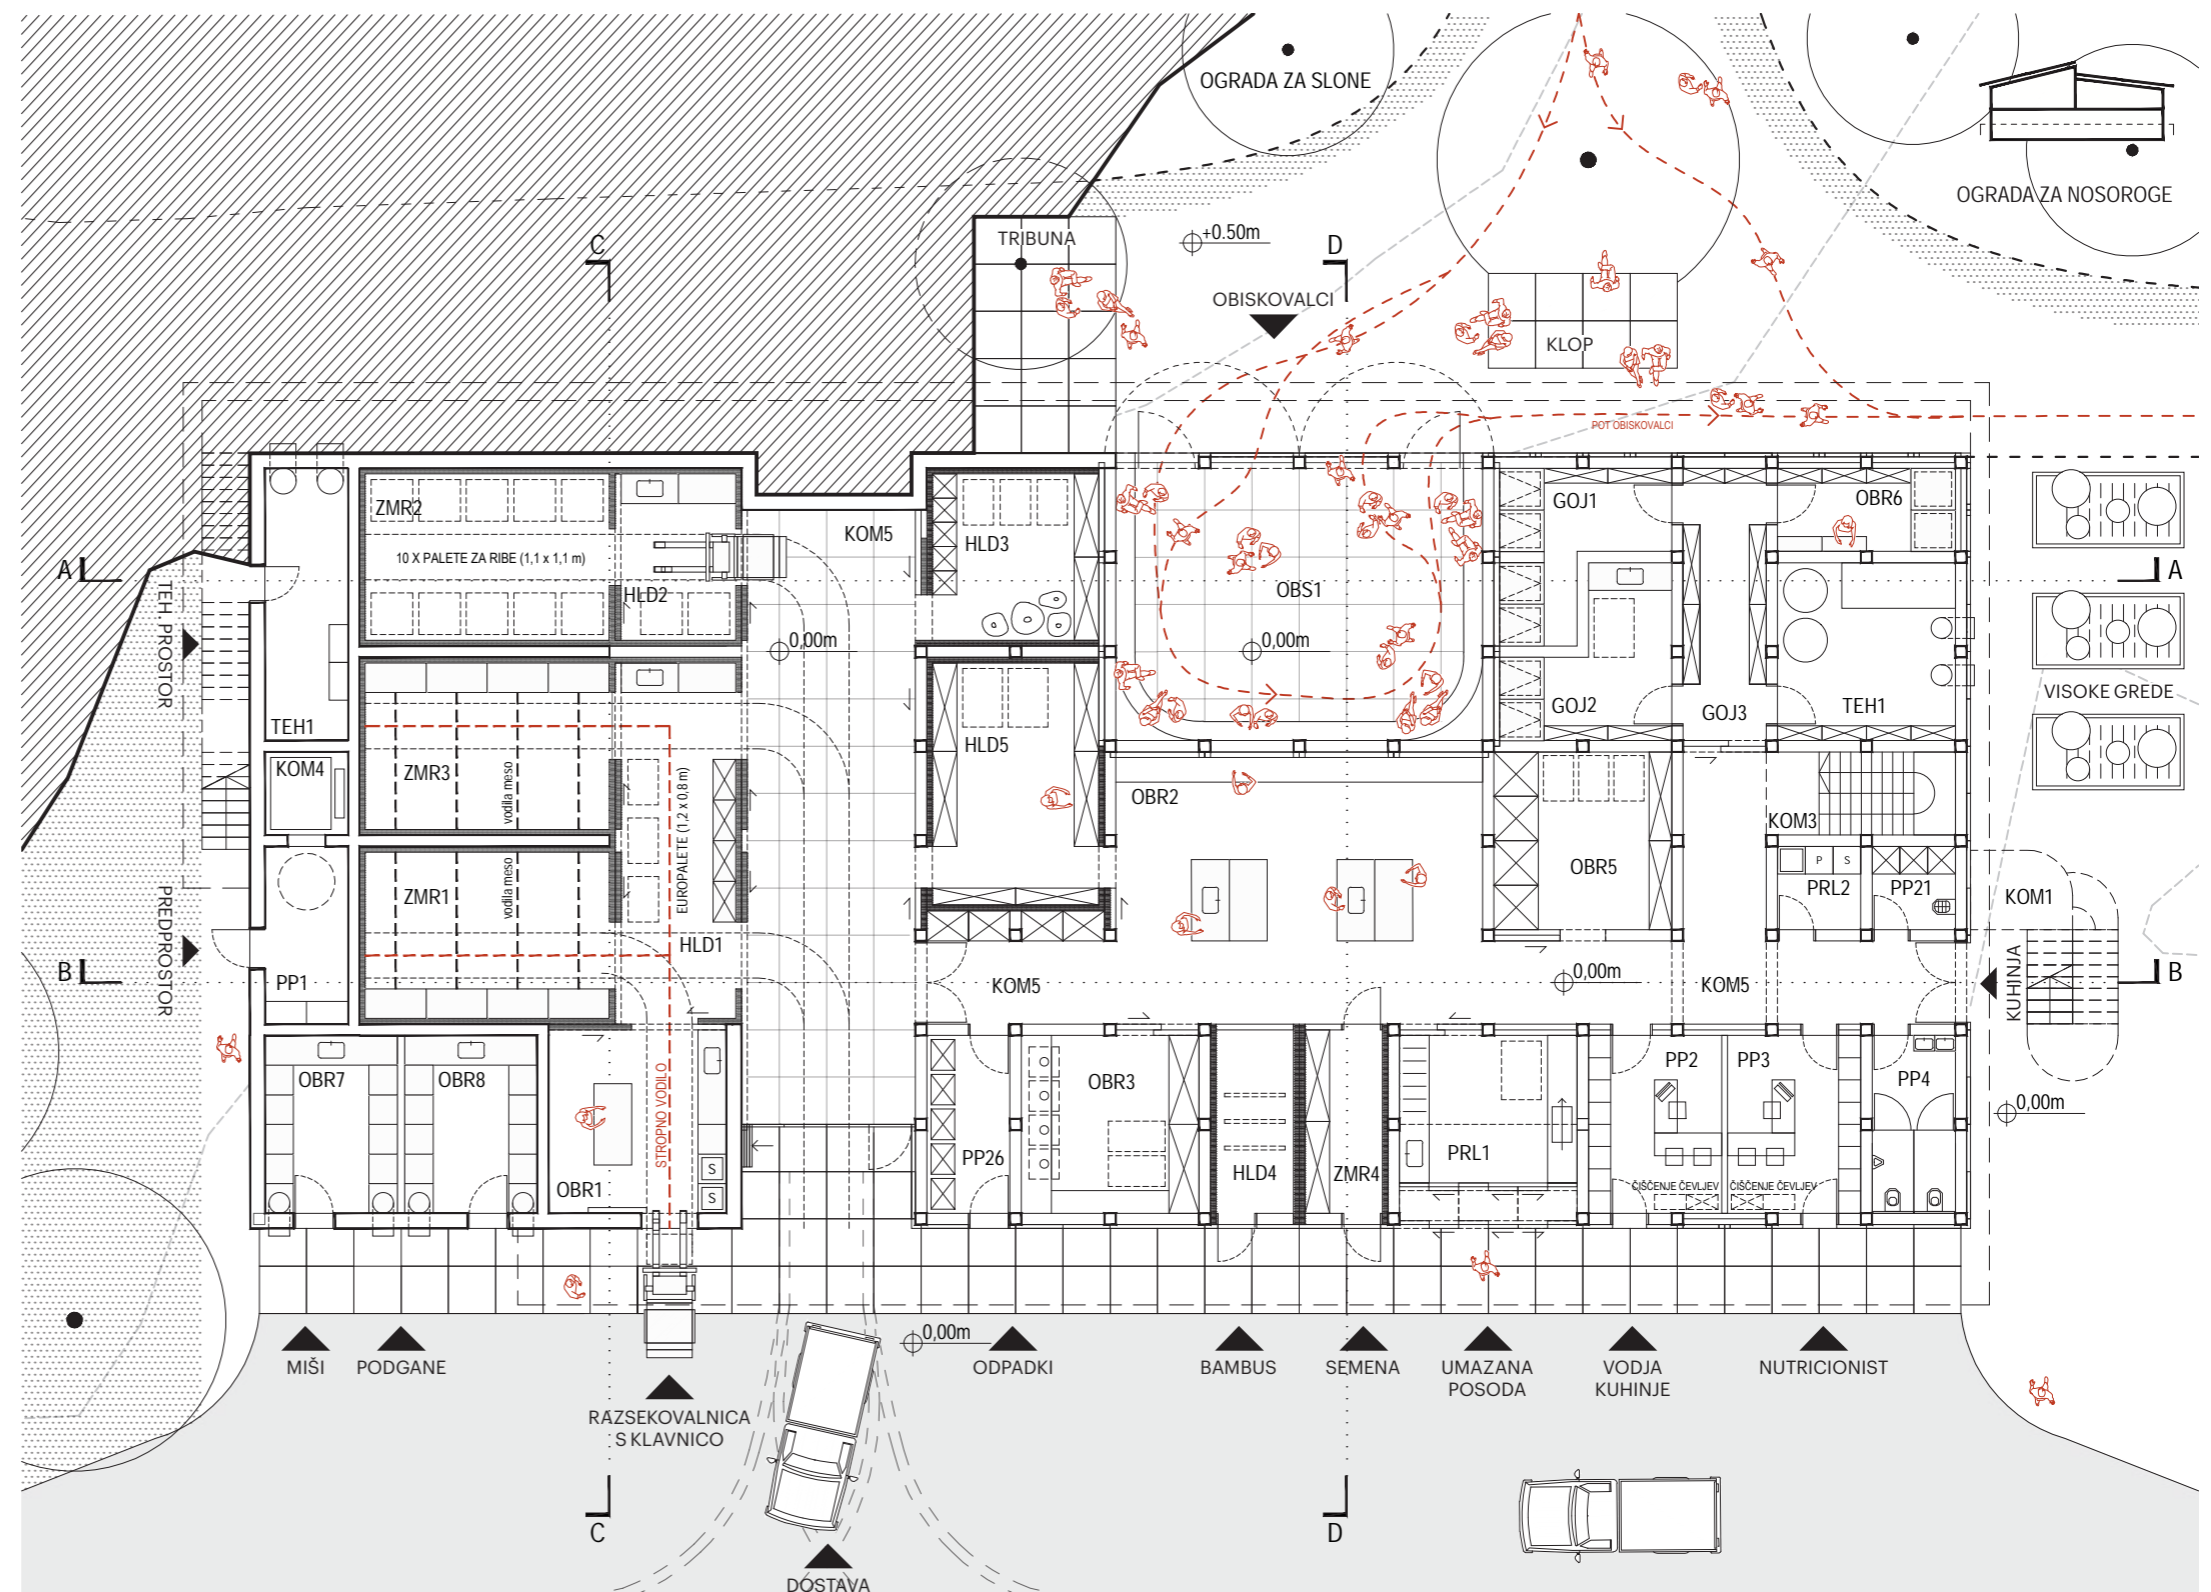 OGRADA ZA SLONE
OGRADA ZA NOSOROGE
TRIBUNA
+0.50m
C
D
OBISKOVALCI
KLOP
POT OBISKOVALCI
ZMR2
10 X PALETE ZA RIBE (1,1 x 1,1 m)
HLD2
KOM5
HLD3
OBS1
GOJ1
OBR6
A
A
TEH. PROSTOR
0,00m
0,00m
TEH1
HLD5
GOJ2
GOJ3
TEH1
VISOKE GREDE
KOM4
ZMR3
vodila meso
EUROPALETE (1,2 x 0,8 m)
OBR2
KOM3
ZMR1
vodila meso
OBR5
P
S
PRL2
PP21
KOM1
PREDPROSTOR
HLD1
B
PP1
KOM5
0,00m
KOM5
KUHINJA
B
OBR7
OBR8
STROPNO VODILO
OBR1
S
S
PP26
OBR3
HLD4
ZMR4
PRL1
PP2
PP3
PP4
ČIŠČENJE ČEVLJEV
ČIŠČENJE ČEVLJEV
0,00m
0,00m
MIŠI
PODGANE
ODPADKI
BAMBUS
SEMENA
UMAZANA
POSODA
VODJA
KUHINJE
NUTRICIONIST
RAZSEKOVALNICA
S KLAVNICO
C
D
DOSTAVA